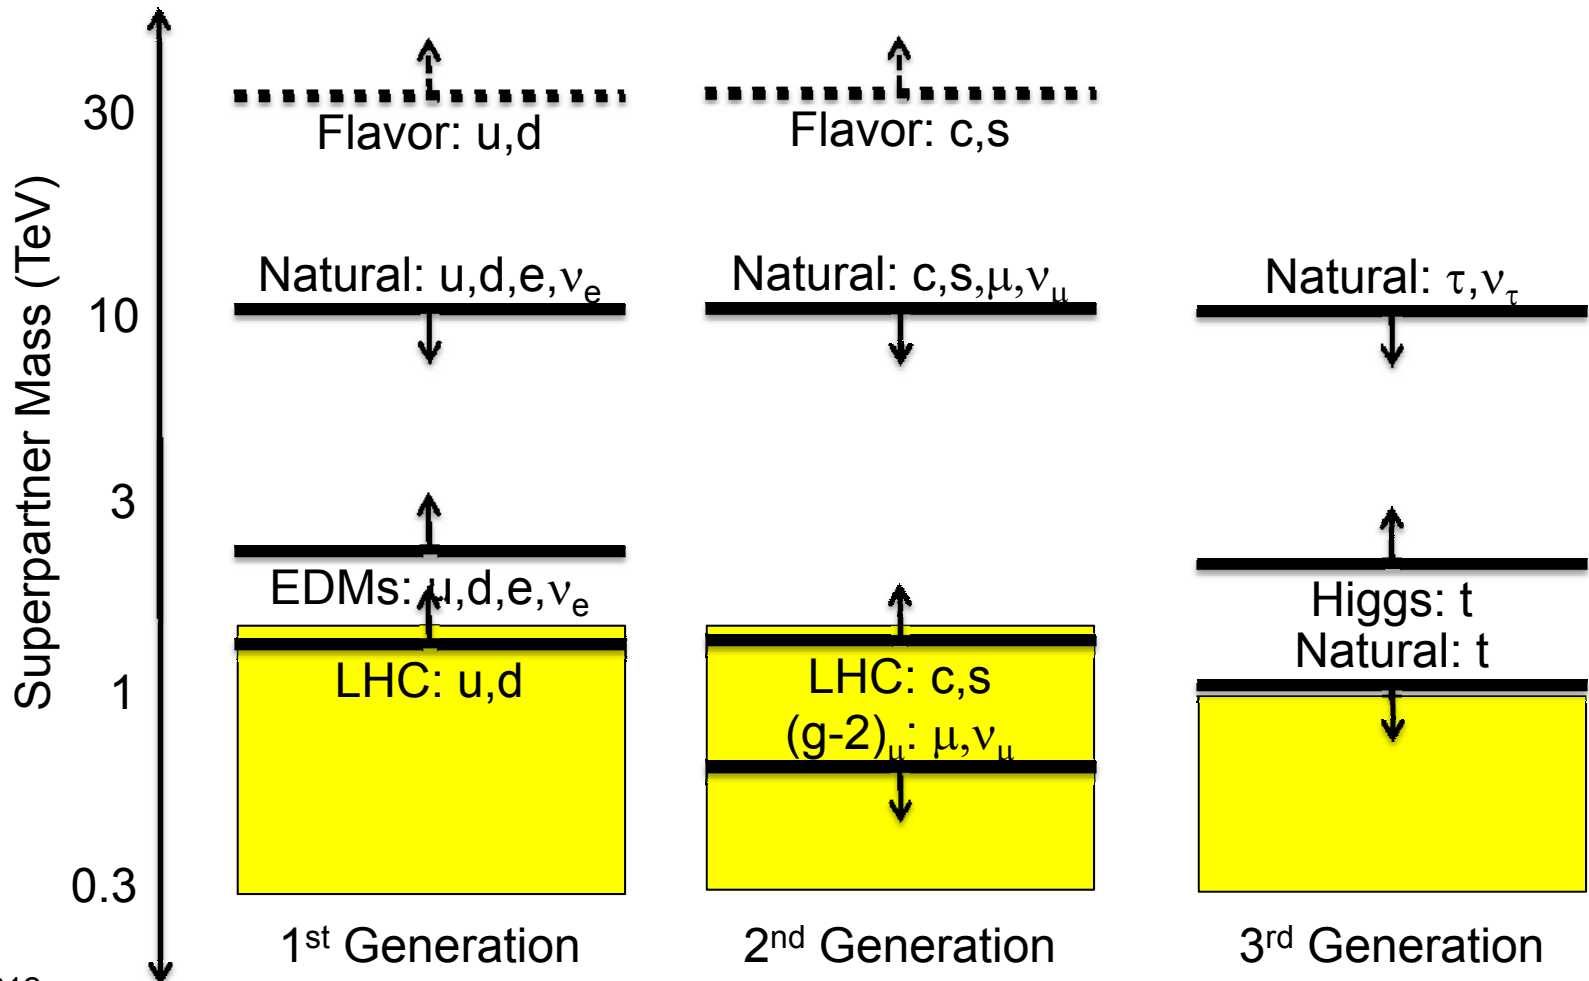 Superpartner Mass (TeV)
30
10
3
1
0.3
Flavor: u,d
Natural: u,d,e,νe
EDMs: u,d,e,νe
LHC: u,d
1st Generation
Flavor: c,s
Natural: c,s,μ,νμ
LHC: c,s
(g-2)μ: μ,νμ
2nd Generation
Natural: τ,ντ
Higgs: t
Natural: t
3rd Generation